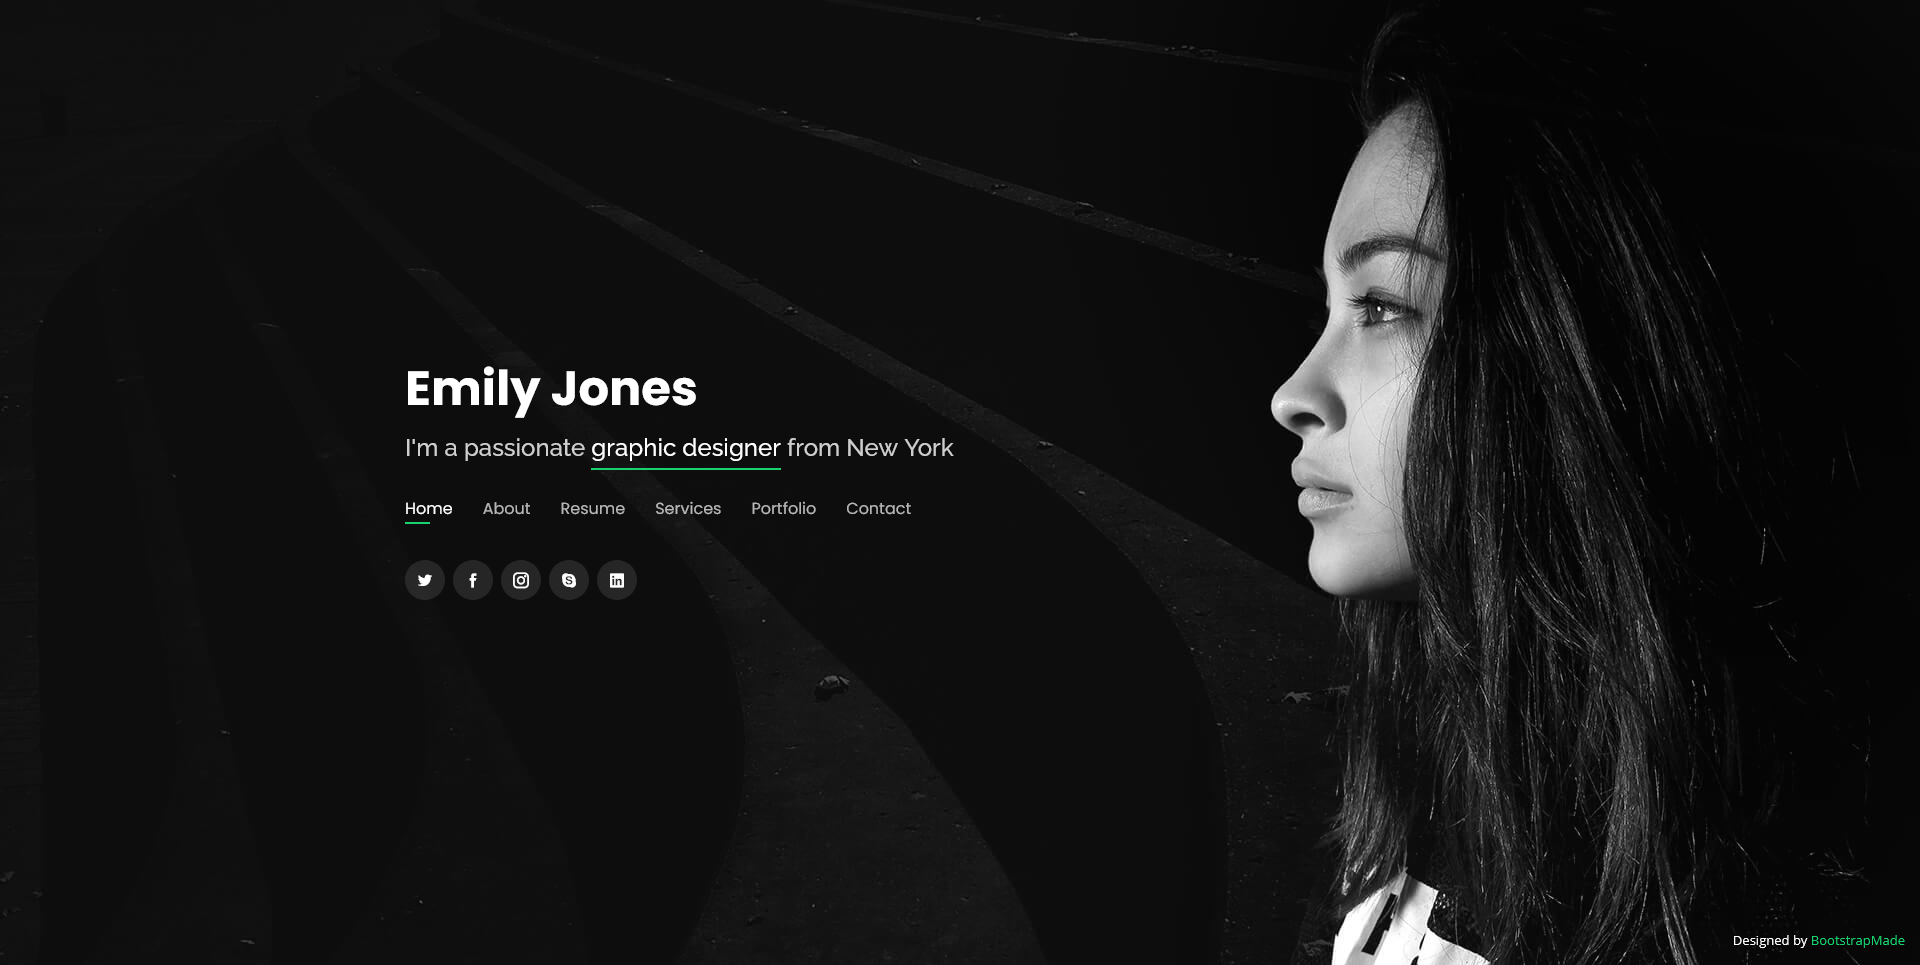 Emily Jones
I'm a passionate graphic designer from New York
Home About Resume Services Portfolio Contact
Designed by BootstrapMade